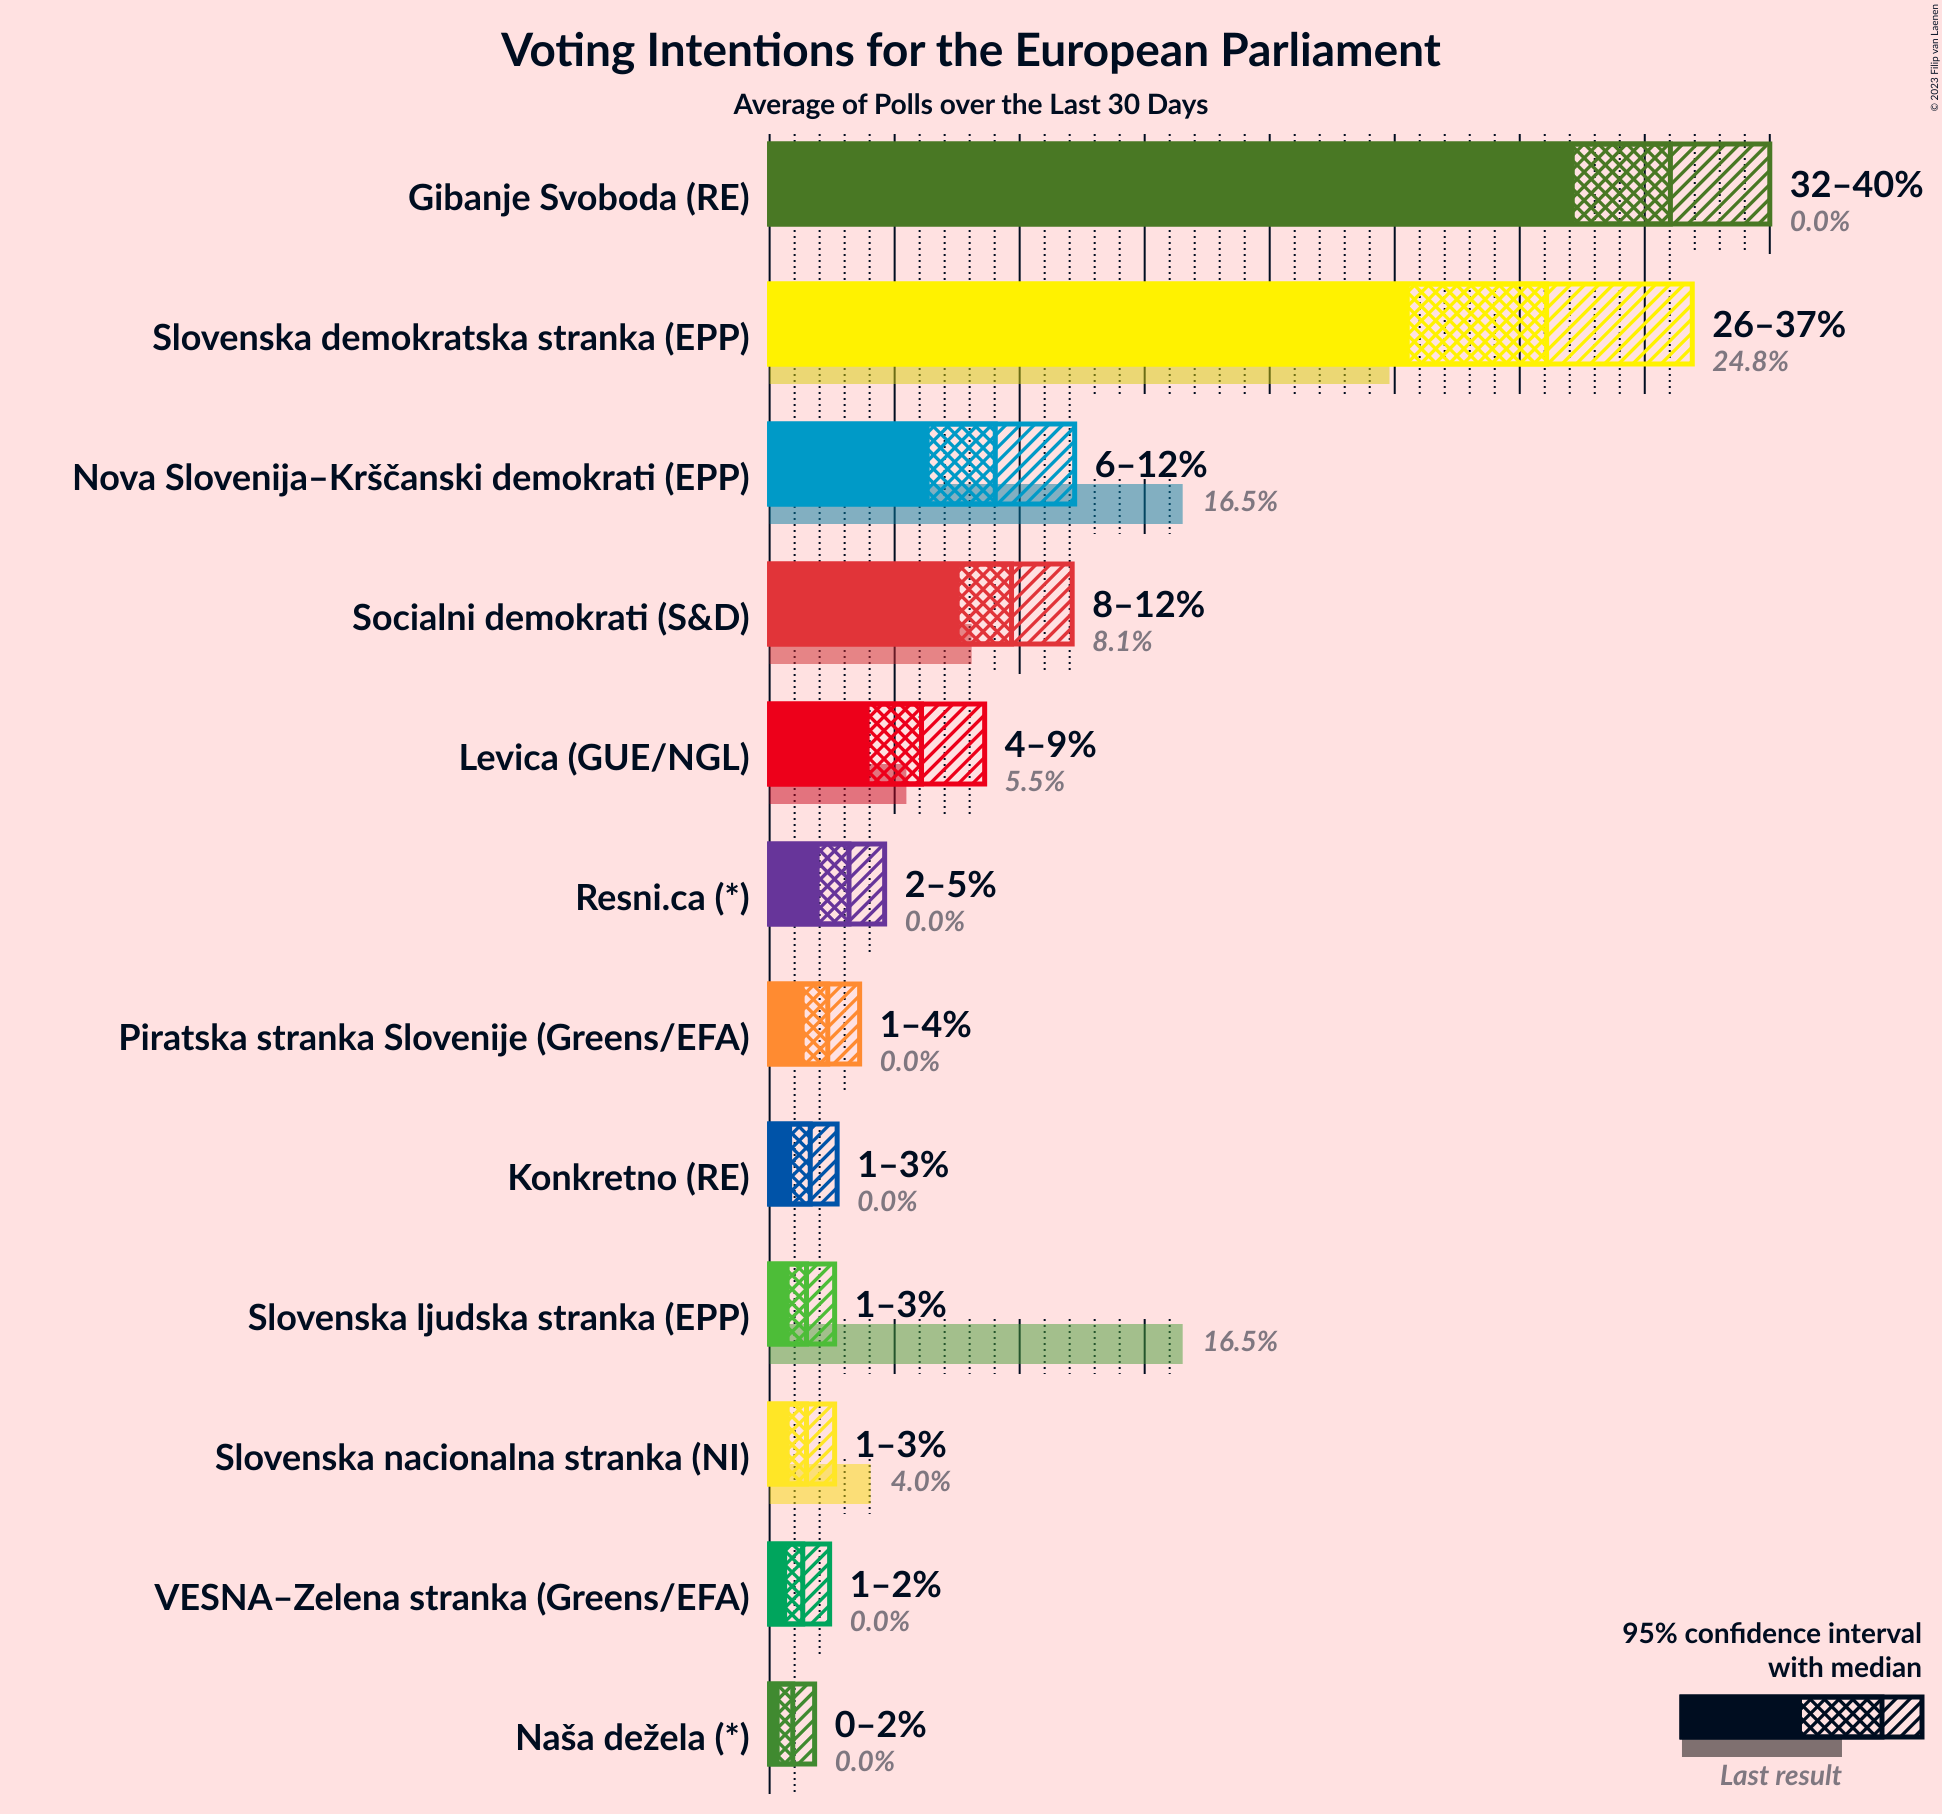 © 2023 Filip van Laenen
Voting Intentions for the European Parliament
Average of Polls over the Last 30 Days
Gibanje Svoboda (RE)
32–40%
0.0%
Slovenska demokratska stranka (EPP)
26–37%
24.8%
Nova Slovenija–Krščanski demokrati (EPP)
6–12%
16.5%
Socialni demokrati (S&D)
8–12%
8.1%
Levica (GUE/NGL)
4–9%
5.5%
Resni.ca (*)
2–5%
0.0%
Piratska stranka Slovenije (Greens/EFA)
1–4%
0.0%
Konkretno (RE)
1–3%
0.0%
Slovenska ljudska stranka (EPP)
1–3%
16.5%
Slovenska nacionalna stranka (NI)
1–3%
4.0%
VESNA–Zelena stranka (Greens/EFA)
1–2%
0.0%
Naša dežela (*)
0–2%
0.0%
95% confidence interval
with median
Last result